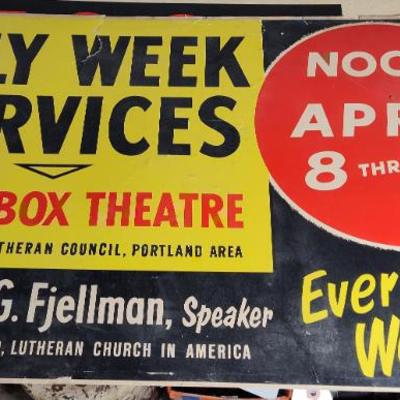 LY WEEK
RVICES
BOX THEATRE
THERAN COUNCIL, PORTLAND AREA
G. Fjellman, Speaker
, LUTHERAN CHURCH IN AMERICA
NOO
APR
8 THR
Ever
W